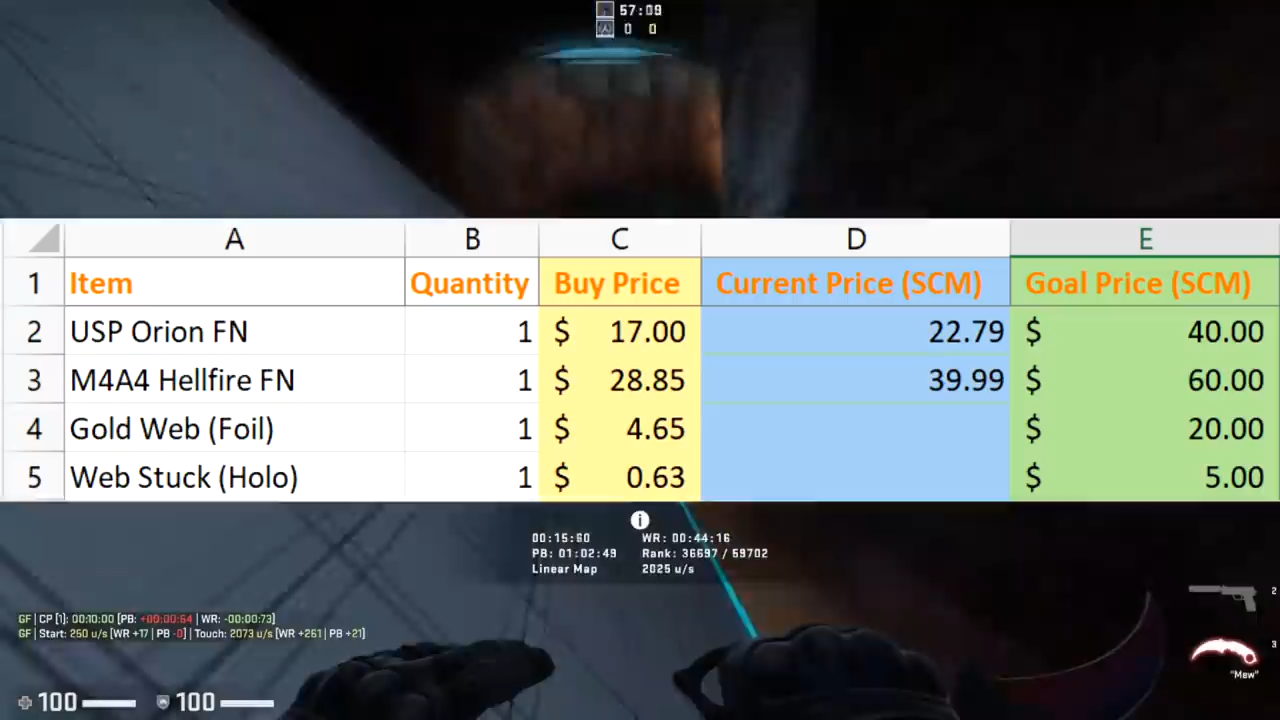 57:09
0 0
A B C D E
1 Item Quantity Buy Price Current Price (SCM) Goal Price (SCM)
2 USP Orion FN 1 $ 17.00 22.79 $ 40.00
3 M4A4 Hellfire FN 1 $ 28.85 39.99 $ 60.00
4 Gold Web (Foil) 1 $ 4.65 $ 20.00
5 Web Stuck (Holo) 1 $ 0.63 $ 5.00
i
00:15:60 WR: 00:44:16
PB: 01:02:49 Rank: 36697 / 59702
Linear Map 2025 u/s
2
GF | CP [1]: 00:10:00 [PB: +00:00:64 | WR: -00:00:73]
GF | Start: 250 u/s [WR +17 | PB -0] | Touch: 2073 u/s [WR +261 | PB +21]
3
"Mew"
100 100